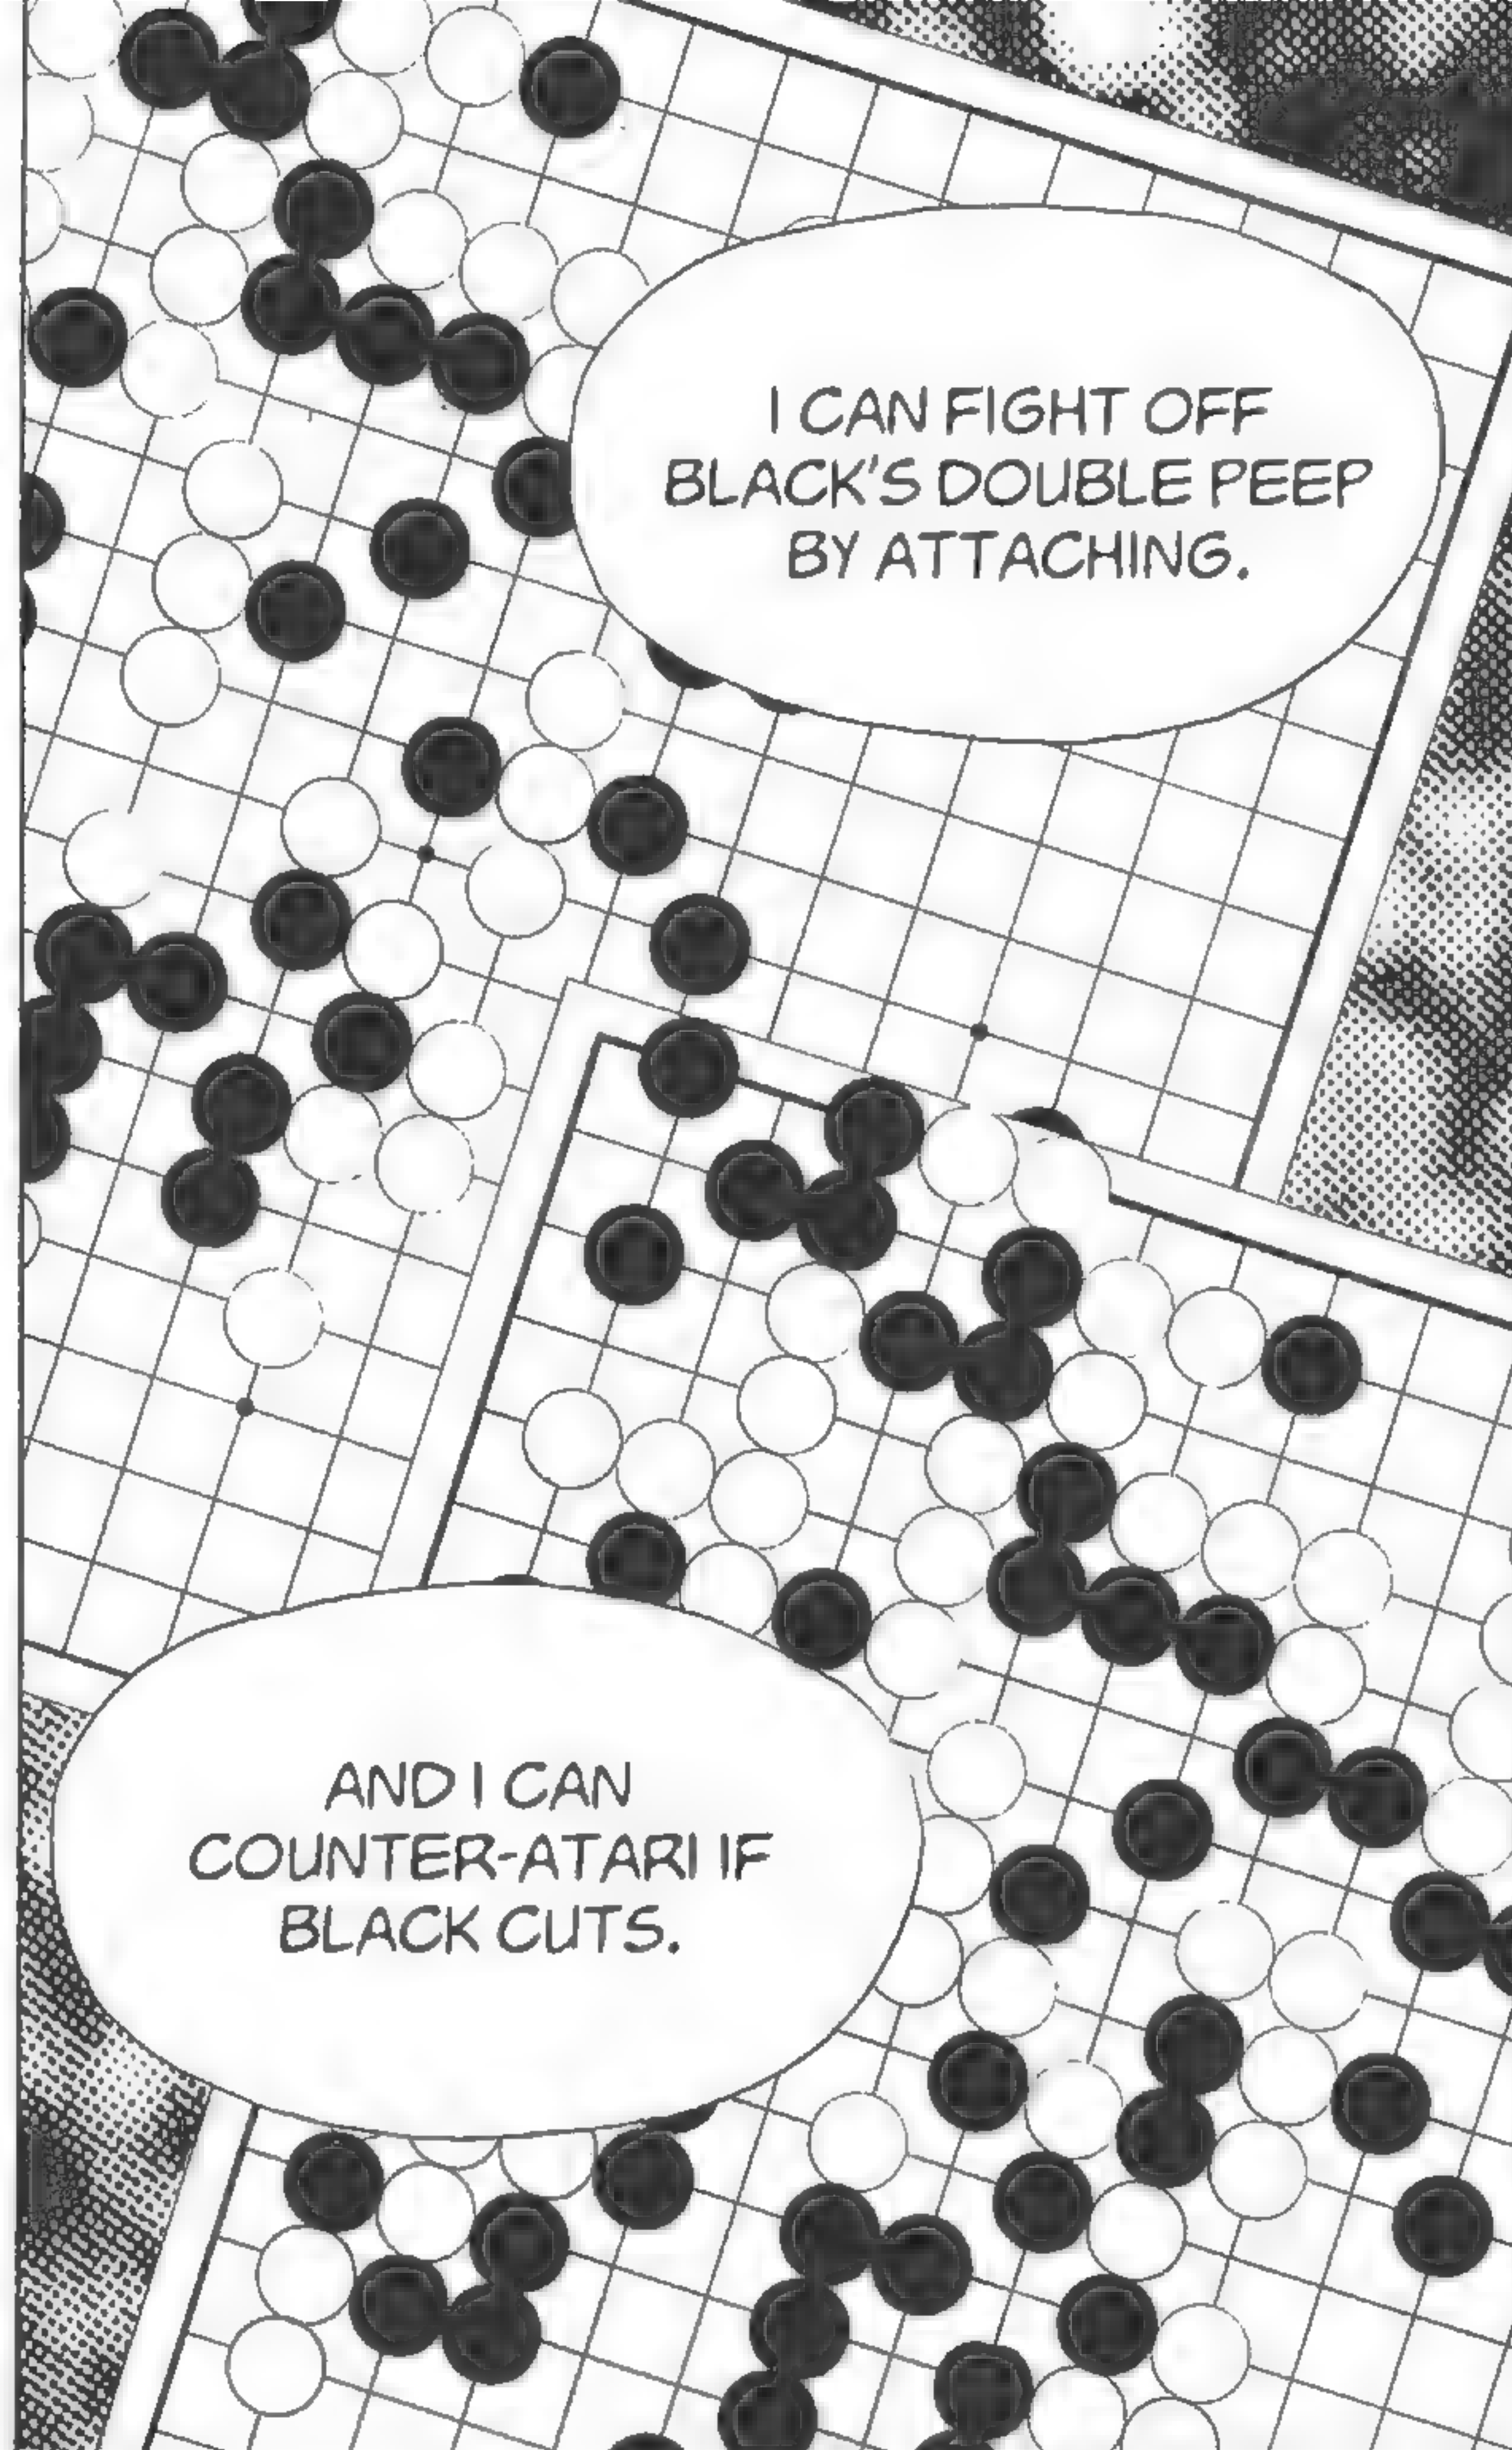 I CAN FIGHT OFF
BLACK'S DOUBLE PEEP
BY ATTACHING.
AND I CAN
COUNTER-ATARI IF
BLACK CUTS.